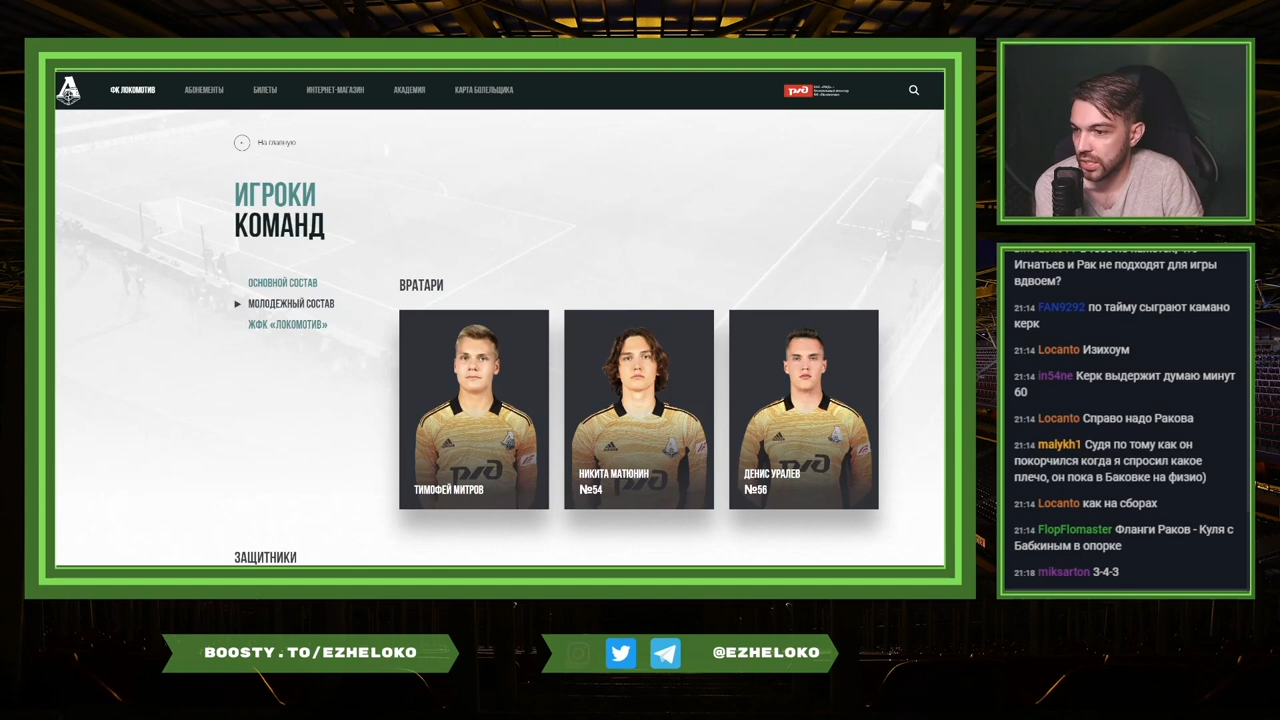 ФК ЛОКОМОТИВ АБОНЕМЕНТЫ БИЛЕТЫ ИНТЕРНЕТ-МАГАЗИН АКАДЕМИЯ КАРТА БОЛЕЛЬЩИКА
ржд
На главную
ИГРОКИ
КОМАНД
ОСНОВНОЙ СОСТАВ
МОЛОДЕЖНЫЙ СОСТАВ
ЖФК «ЛОКОМОТИВ»
ВРАТАРИ
ТИМОФЕЙ МИТРОВ
НИКИТА МАТЮНИН
№54
ДЕНИС УРАЛЕВ
№56
ЗАЩИТНИКИ
Игнатьев и Рак не подходят для игры
вдвоем?
21:14 FAN9292 по тайму сыграют камано
керк
21:14 Locanto Изихоум
21:14 in54ne Керк выдержит думаю минут
60
21:14 Locanto Справо надо Ракова
21:14 malykh1 Судя по тому как он
покорчился когда я спросил какое
плечо, он пока в Баковке на физио)
21:14 Locanto как на сборах
21:14 FlopFlomaster Фланги Раков - Куля с
Бабкиным в опорке
21:18 miksarton 3-4-3
BOOSTY.TO/EZHELOKO
@EZHELOKO